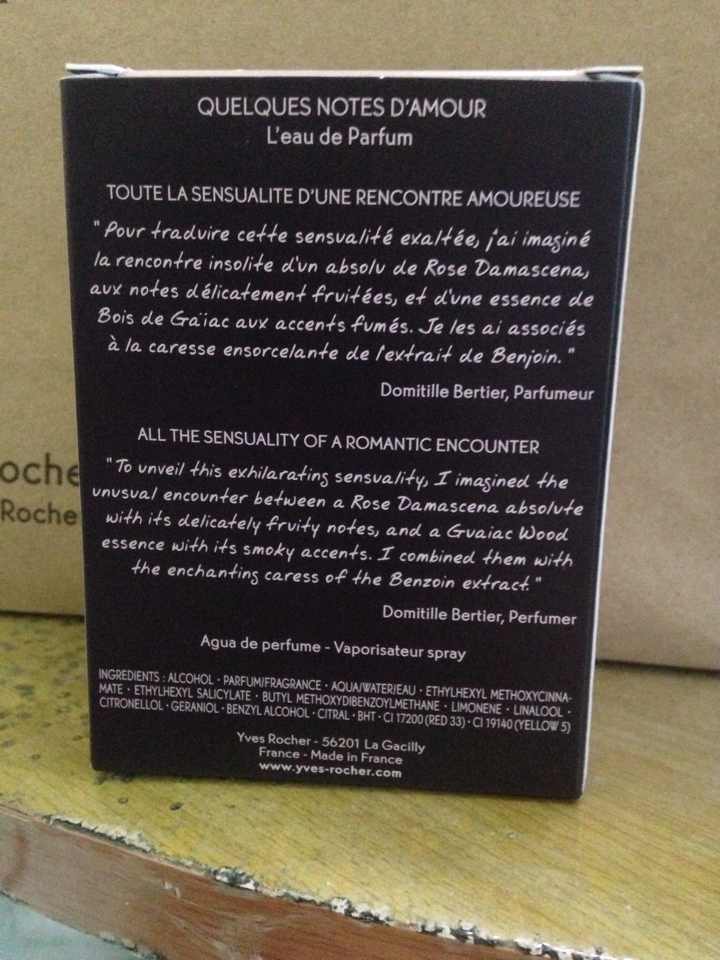 QUELQUES NOTES D'AMOUR
L'eau de Parfum
TOUTE LA SENSUALITE D'UNE RENCONTRE AMOUREUSE
"Pour traduire cette sensualité exaltée, j'ai imaginé
la rencontre insolite d'un absolu de Rose Damascena,
aux notes délicatement fruitées, et d'une essence de
Bois de Gaïac aux accents fumés. Je les ai associés
à la caresse ensorcelante de l'extrait de Benjoin."
Domitille Bertier, Parfumeur
ALL THE SENSUALITY OF A ROMANTIC ENCOUNTER
"To unveil this exhilarating sensuality, I imagined the
unusual encounter between a Rose Damascena absolute
with its delicately fruity notes, and a Guaiac Wood
essence with its smoky accents. I combined them with
the enchanting caress of the Benzoin extract."
Domitille Bertier, Perfumer
Agua de perfume - Vaporisateur spray
INGREDIENTS : ALCOHOL · PARFUM/FRAGRANCE · AQUA/WATER/EAU · ETHYLHEXYL METHOXYCINNA-
MATE · ETHYLHEXYL SALICYLATE · BUTYL METHOXYDIBENZOYLMETHANE · LIMONENE · LINALOOL ·
CITRONELLOL · GERANIOL · BENZYL ALCOHOL · CITRAL · BHT · CI 17200 (RED 33) · CI 19140 (YELLOW 5)
Yves Rocher - 56201 La Gacilly
France - Made in France
www.yves-rocher.com
oche
Roche